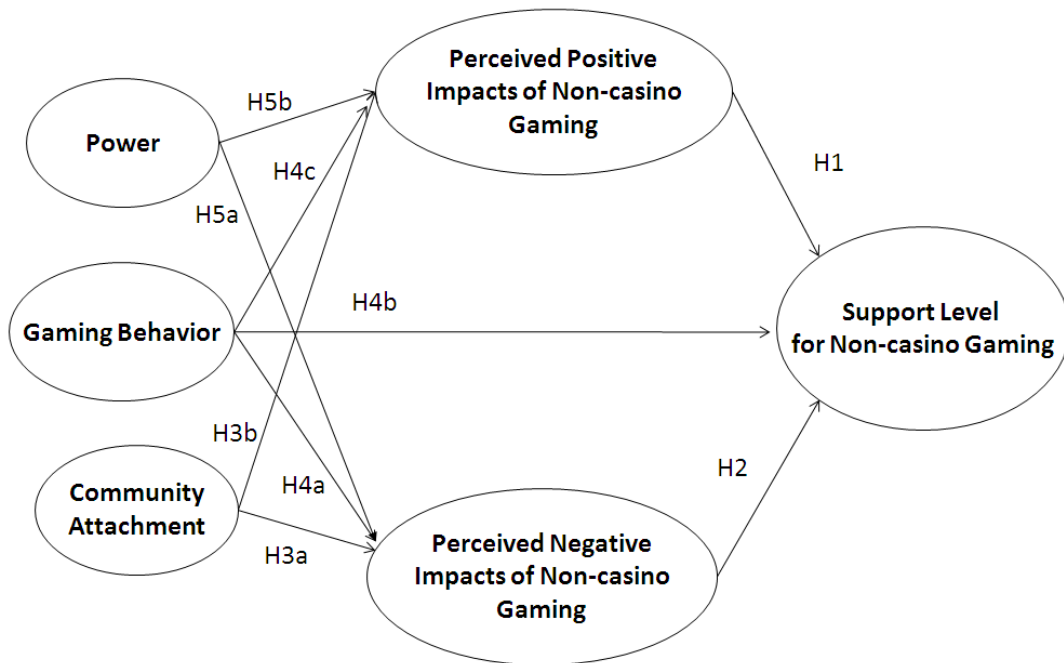 Perceived Positive
Impacts of Non-casino
Gaming
H5b
Power
H4c
H1
H5a
H4b
Gaming Behavior
Support Level
for Non-casino Gaming
H3b
H4a
H2
Community
Attachment
H3a
Perceived Negative
Impacts of Non-casino
Gaming